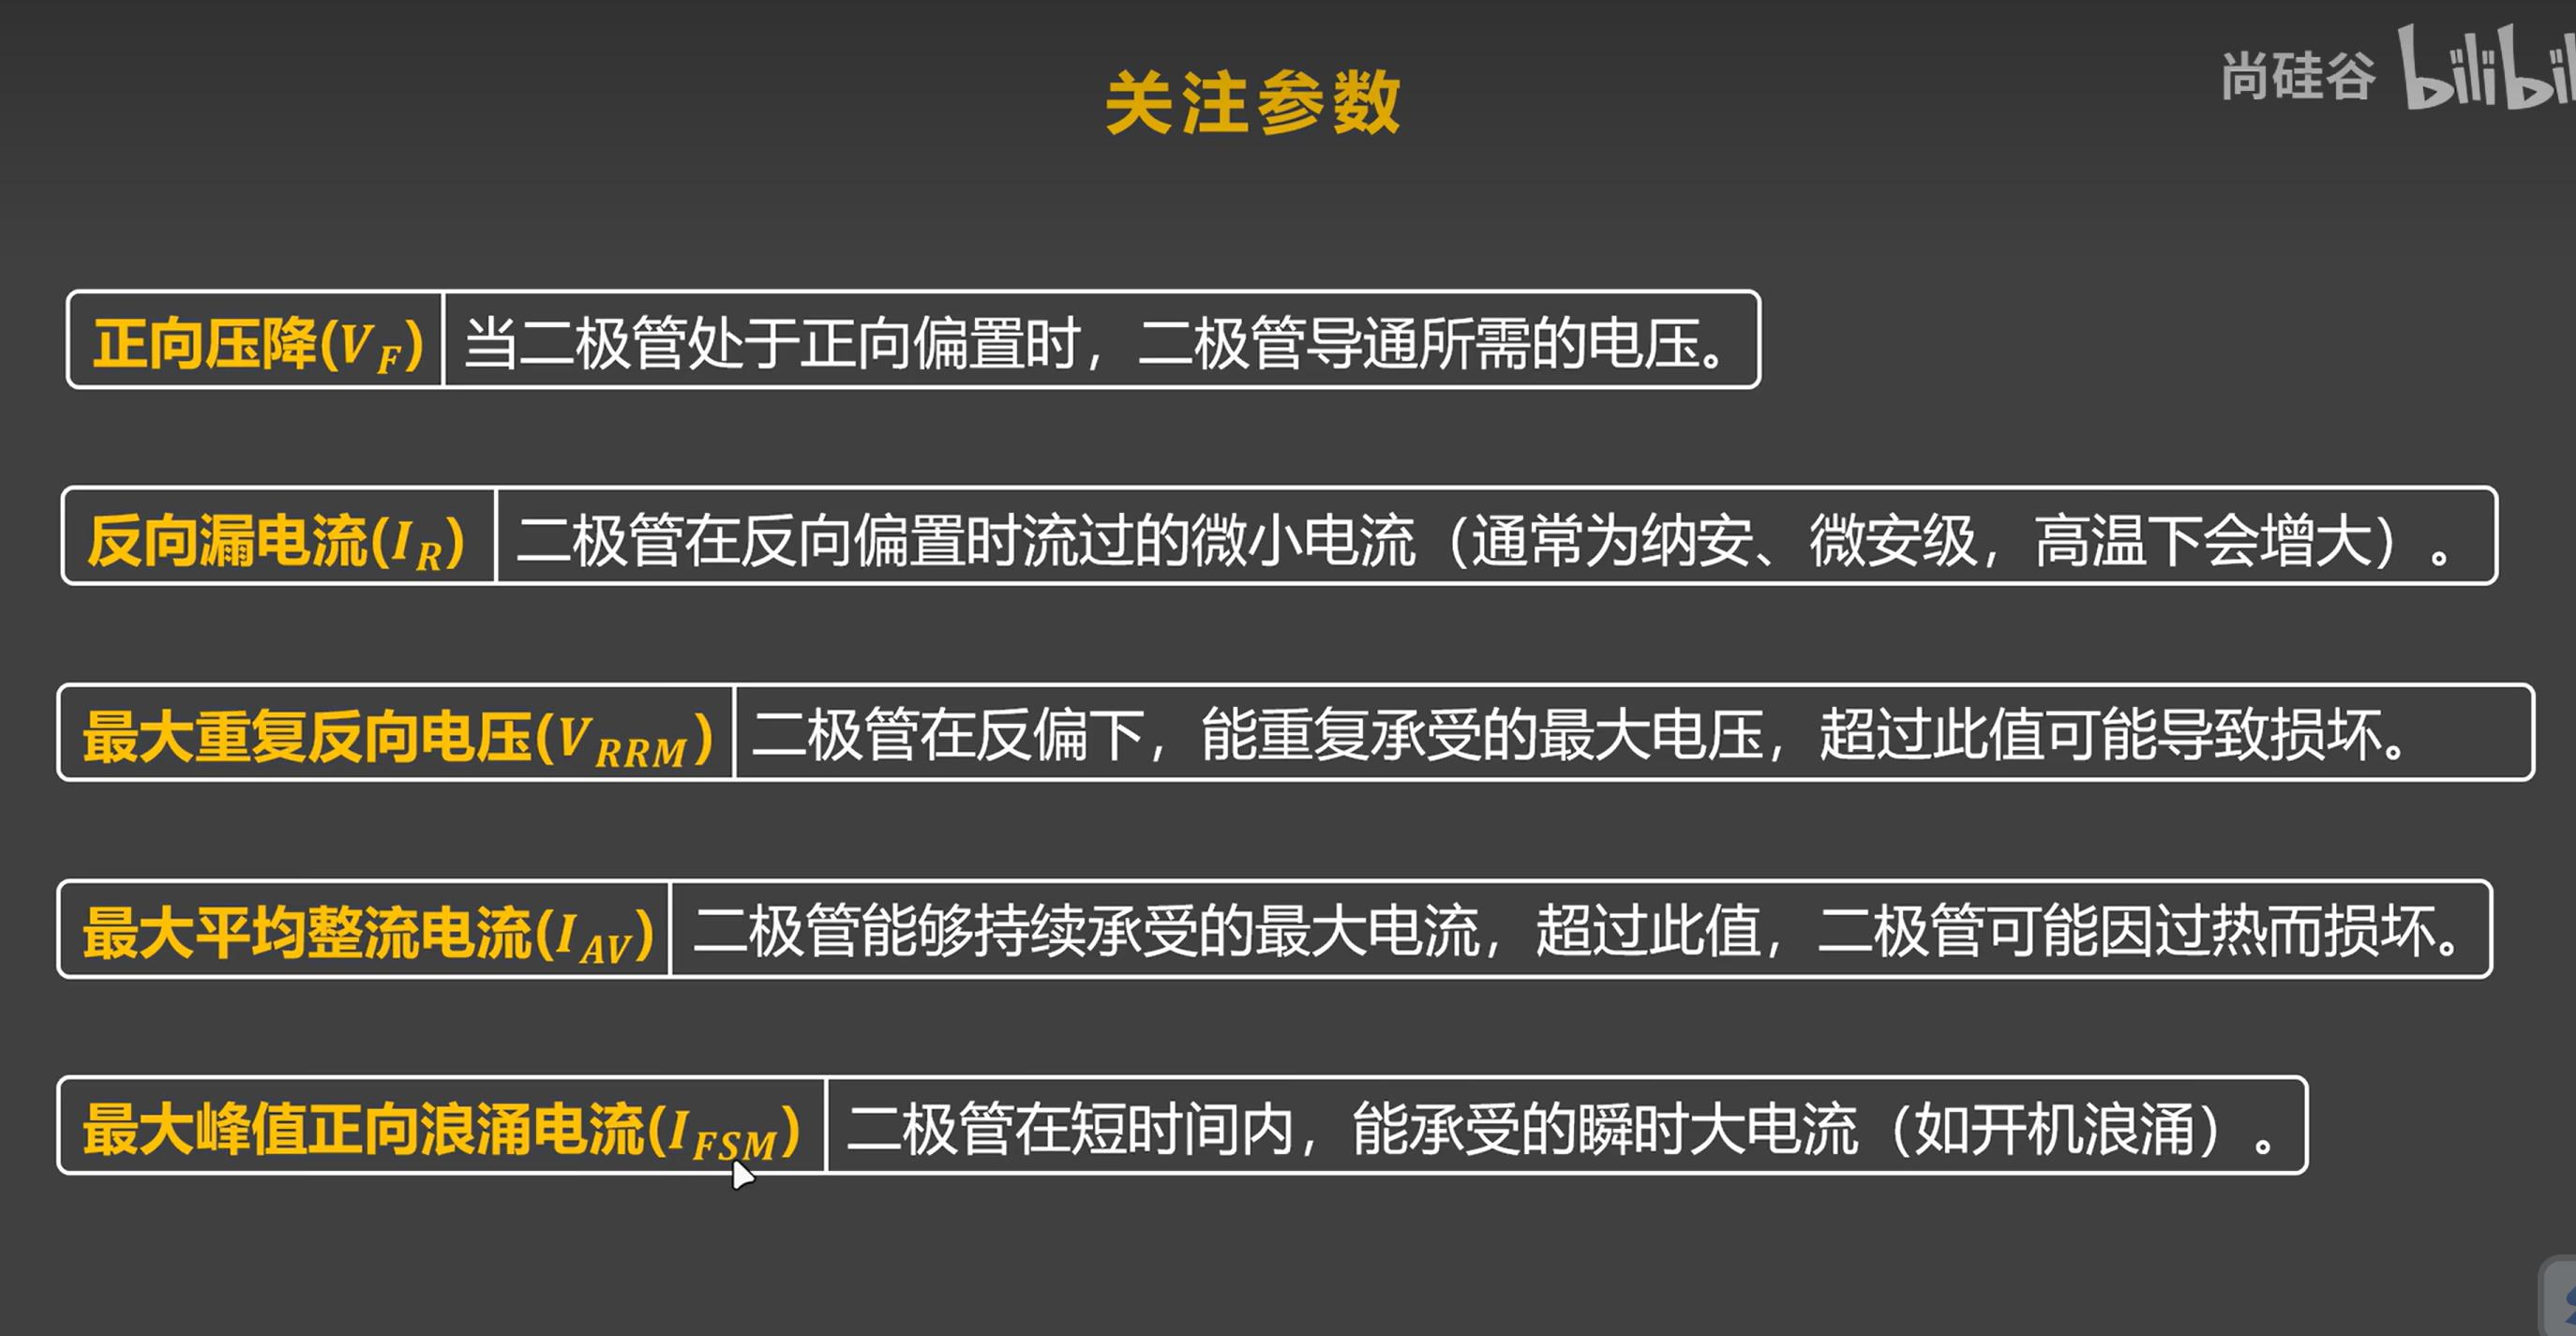 尚硅谷 bilibil
关注参数
正向压降(V_F) 当二极管处于正向偏置时，二极管导通所需的电压。
反向漏电流(I_R) 二极管在反向偏置时流过的微小电流（通常为纳安、微安级，高温下会增大）。
最大重复反向电压(V_RRM) 二极管在反偏下，能重复承受的最大电压，超过此值可能导致损坏。
最大平均整流电流(I_AV) 二极管能够持续承受的最大电流，超过此值，二极管可能因过热而损坏。
最大峰值正向浪涌电流(I_FSM) 二极管在短时间内，能承受的瞬时大电流（如开机浪涌）。